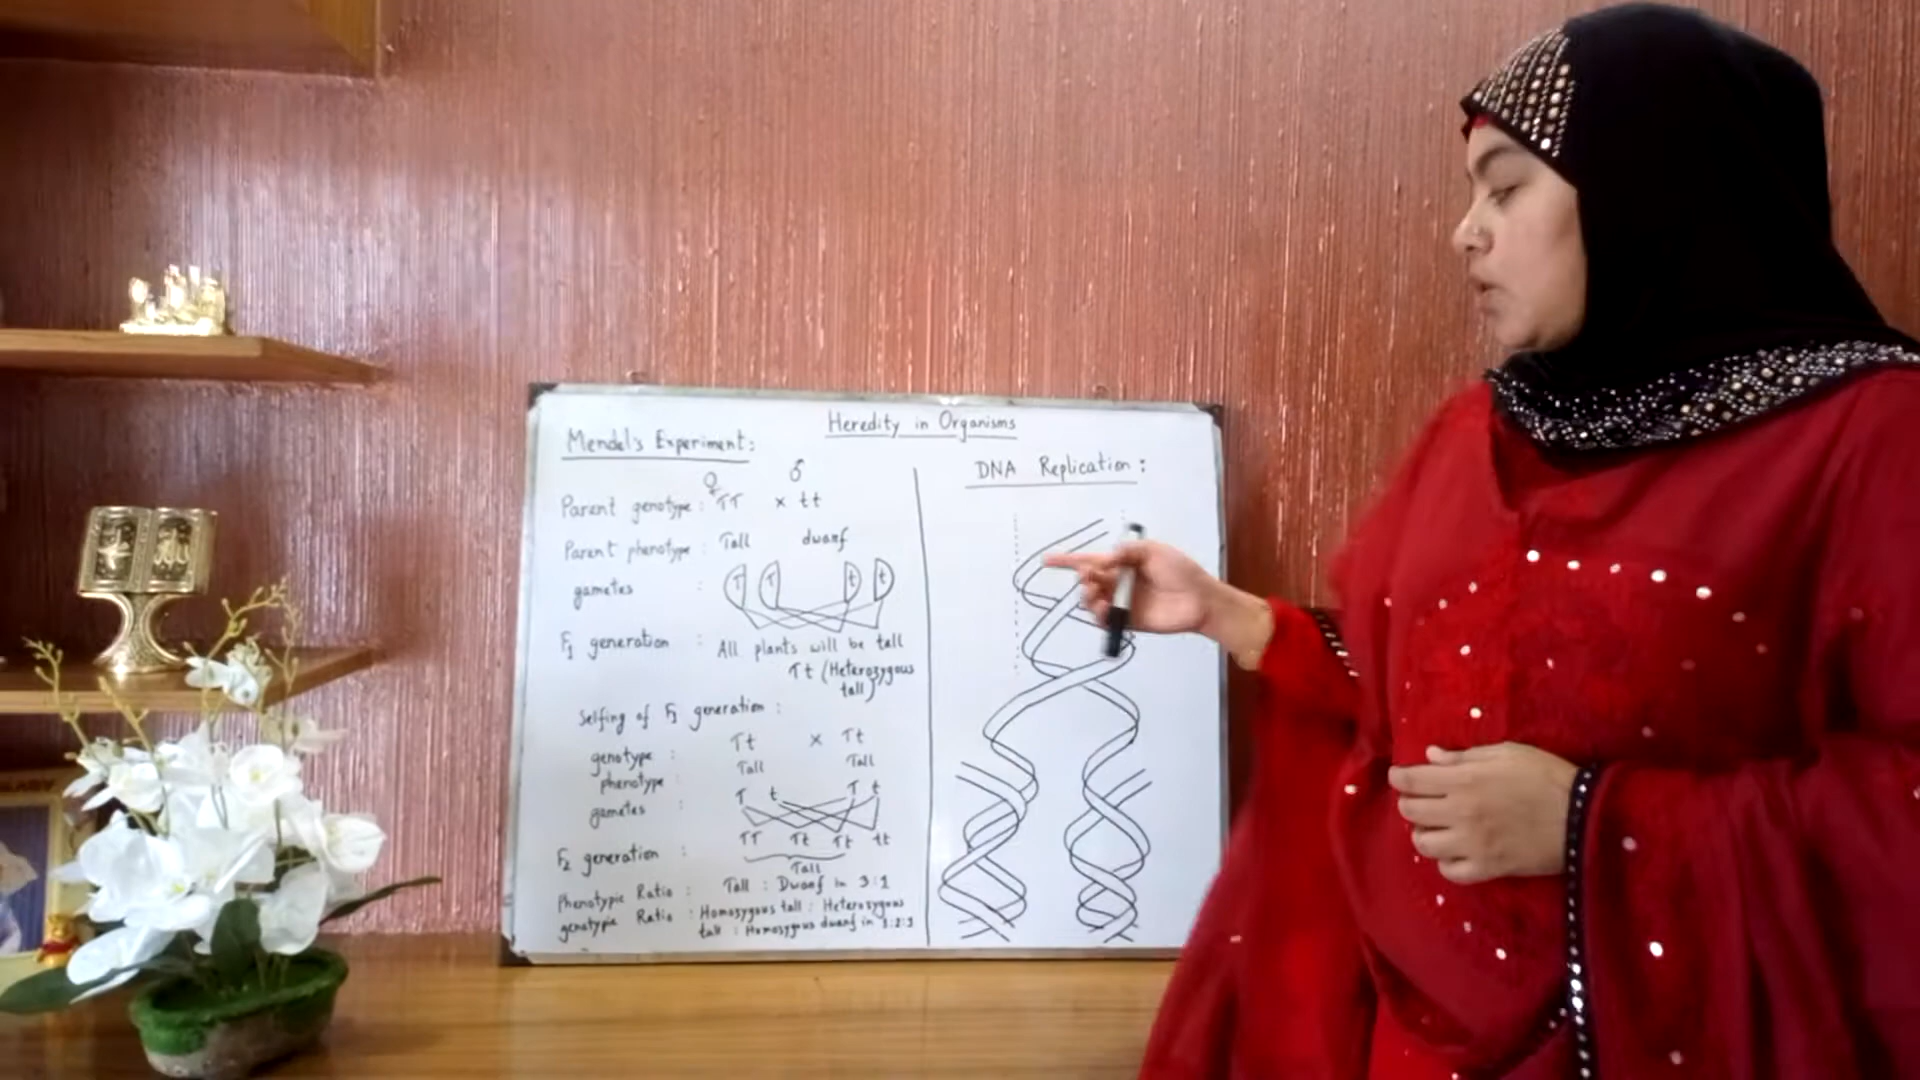 Heredity in Organisms
Mendel's Experiment:
♀ ♂
Parent genotype : TT × tt
Parent phenotype : Tall dwarf
gametes : T T t t
F1 generation : All plants will be tall
Tt (Heterozygous
tall)
Selfing of F1 generation :
genotype : Tt × Tt
phenotype : Tall Tall
gametes : T t T t
F2 generation : TT Tt Tt tt
Tall
Phenotypic Ratio : Tall : Dwarf in 3:1
genotypic Ratio : Homozygous tall : Heterozygous
tall : Homozygous dwarf in 1:2:1
DNA Replication :